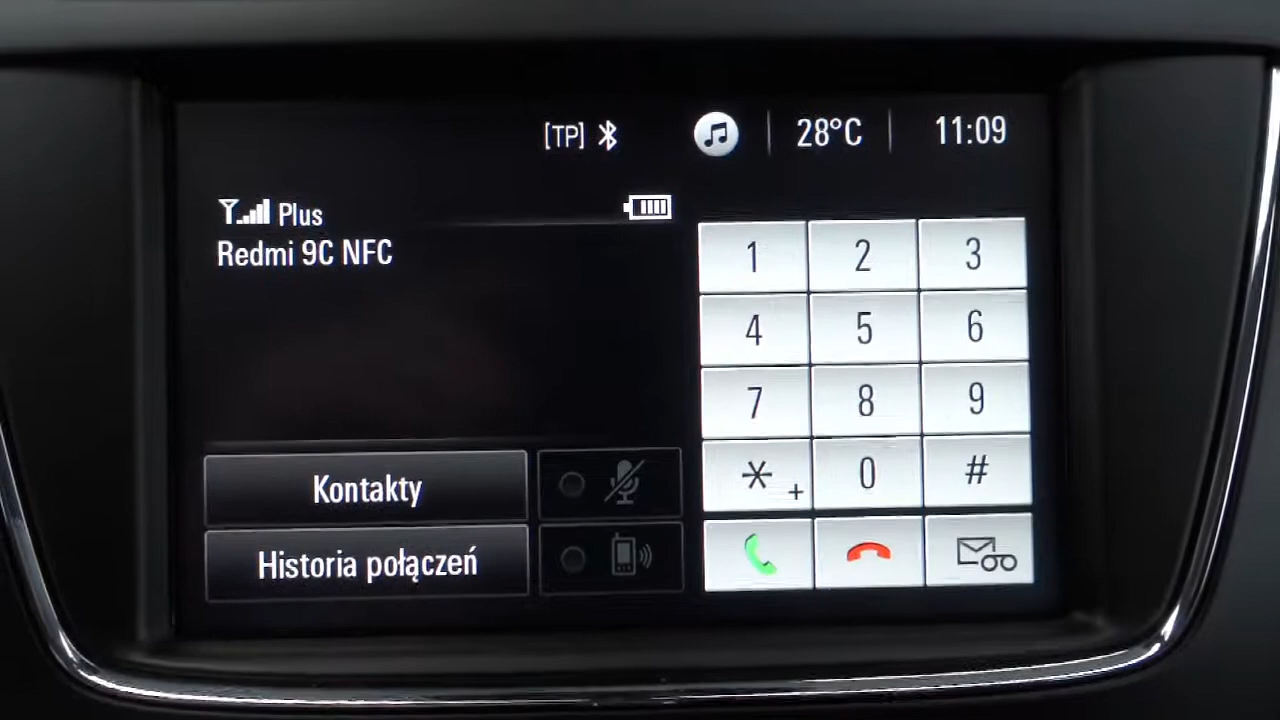 [TP] 28°C 11:09
Plus
Redmi 9C NFC
1 2 3
4 5 6
7 8 9
* + 0 #
Kontakty
Historia połączeń